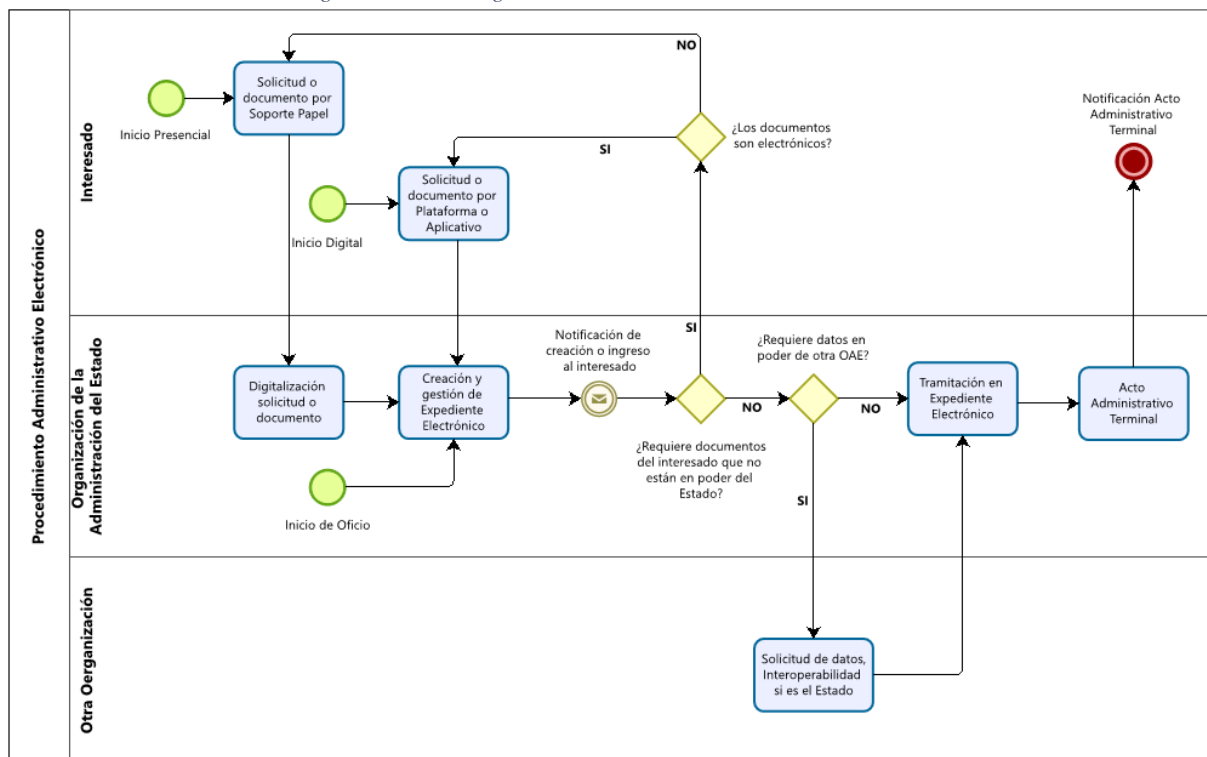 Procedimiento Administrativo Electrónico
Interesado
Inicio Presencial
Solicitud o
documento por
Soporte Papel
NO
¿Los documentos
son electrónicos?
SI
Inicio Digital
Solicitud o
documento por
Plataforma o
Aplicativo
Notificación Acto
Administrativo
Terminal
Organización de la
Administración del Estado
Digitalización
solicitud o
documento
Creación y
gestión de
Expediente
Electrónico
Inicio de Oficio
Notificación de
creación o ingreso
al interesado
SI
NO
¿Requiere documentos
del interesado que no
están en poder del
Estado?
¿Requiere datos en
poder de otra OAE?
NO
SI
Tramitación en
Expediente
Electrónico
Acto
Administrativo
Terminal
Otra Oerganización
Solicitud de datos,
Interoperabilidad
si es el Estado